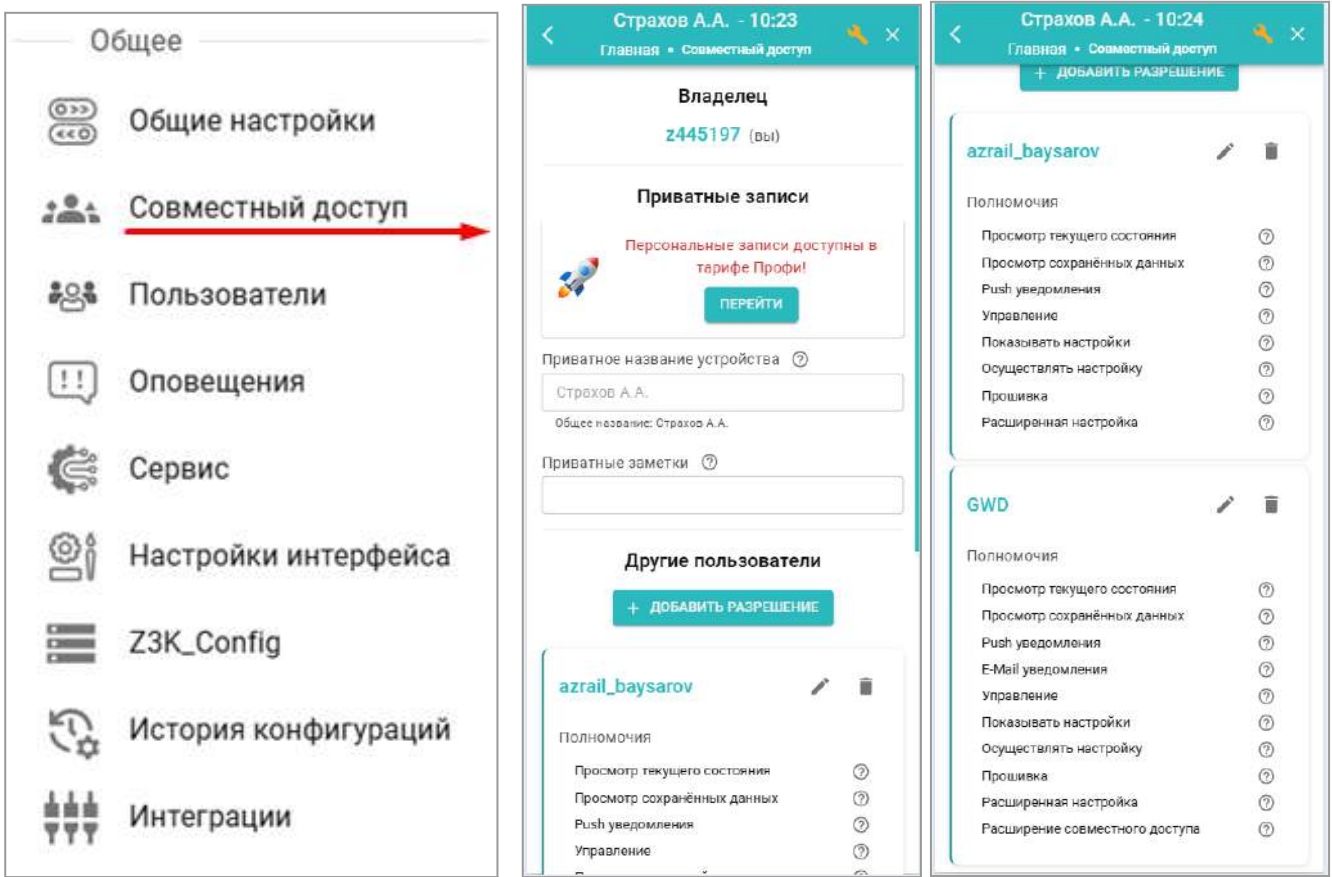 Общее
Общие настройки
Совместный доступ
Пользователи
Оповещения
Сервис
Настройки интерфейса
Z3K_Config
История конфигураций
Интеграции
Страхов А.А. - 10:23
Главная • Совместный доступ
Владелец
z445197 (вы)
Приватные записи
Персональные записи доступны в
тарифе Профи!
ПЕРЕЙТИ
Приватное название устройства
Страхов А.А.
Общее название: Страхов А.А.
Приватные заметки
Другие пользователи
+ ДОБАВИТЬ РАЗРЕШЕНИЕ
azrail_baysarov
Полномочия
Просмотр текущего состояния
Просмотр сохранённых данных
Push уведомления
Управление
Страхов А.А. - 10:24
Главная • Совместный доступ
+ ДОБАВИТЬ РАЗРЕШЕНИЕ
azrail_baysarov
Полномочия
Просмотр текущего состояния
Просмотр сохранённых данных
Push уведомления
Управление
Показывать настройки
Осуществлять настройку
Прошивка
Расширенная настройка
GWD
Полномочия
Просмотр текущего состояния
Просмотр сохранённых данных
Push уведомления
E-Mail уведомления
Управление
Показывать настройки
Осуществлять настройку
Прошивка
Расширенная настройка
Расширение совместного доступа